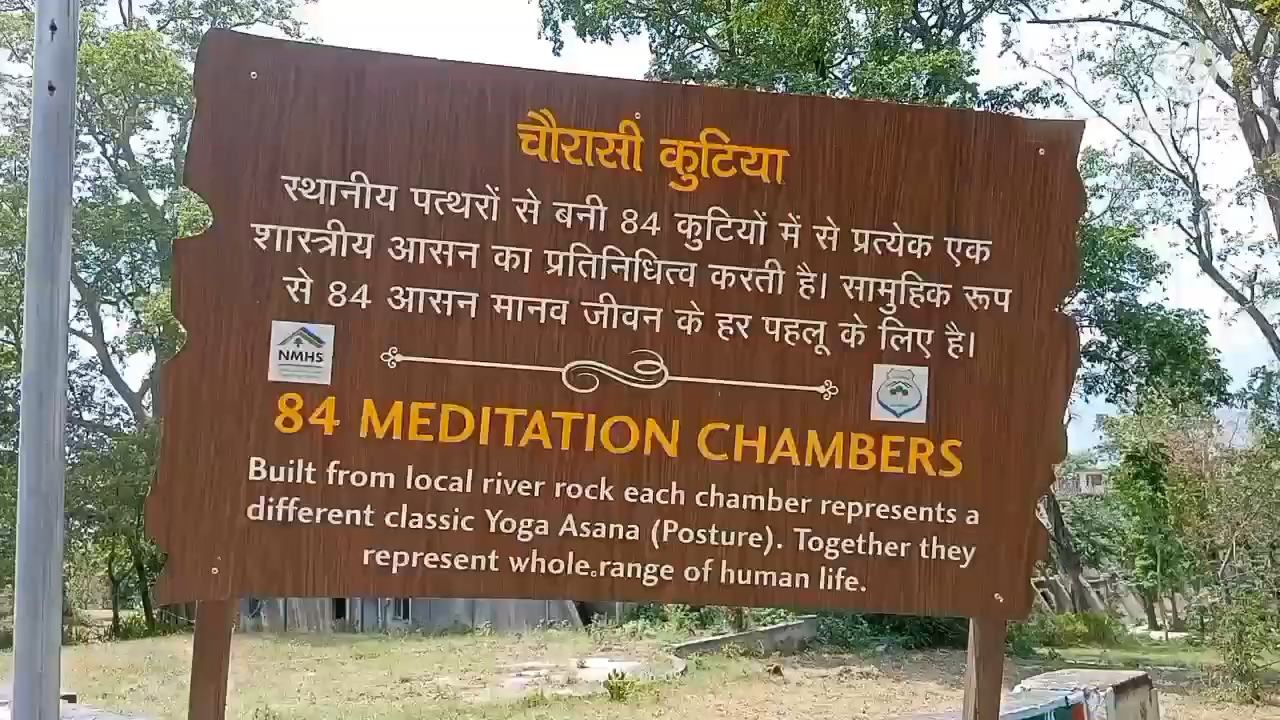 चौरासीं कुटिया
स्थानीय पत्थरों से बनी 84 कुटियों में से प्रत्येक एक
शास्त्रीय आसन का प्रतिनिधित्व करती है। सामुहिक रूप
से 84 आसन मानव जीवन के हर पहलू के लिए है।
NMHS
84 MEDITATION CHAMBERS
Built from local river rock each chamber represents a
different classic Yoga Asana (Posture). Together they
represent whole.range of human life.